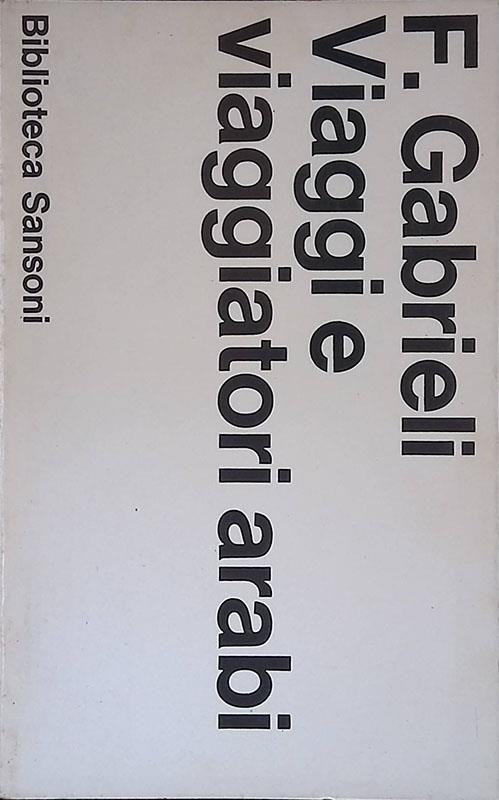 F. Gabrieli
Viaggi e
viaggiatori arabi
Biblioteca Sansoni